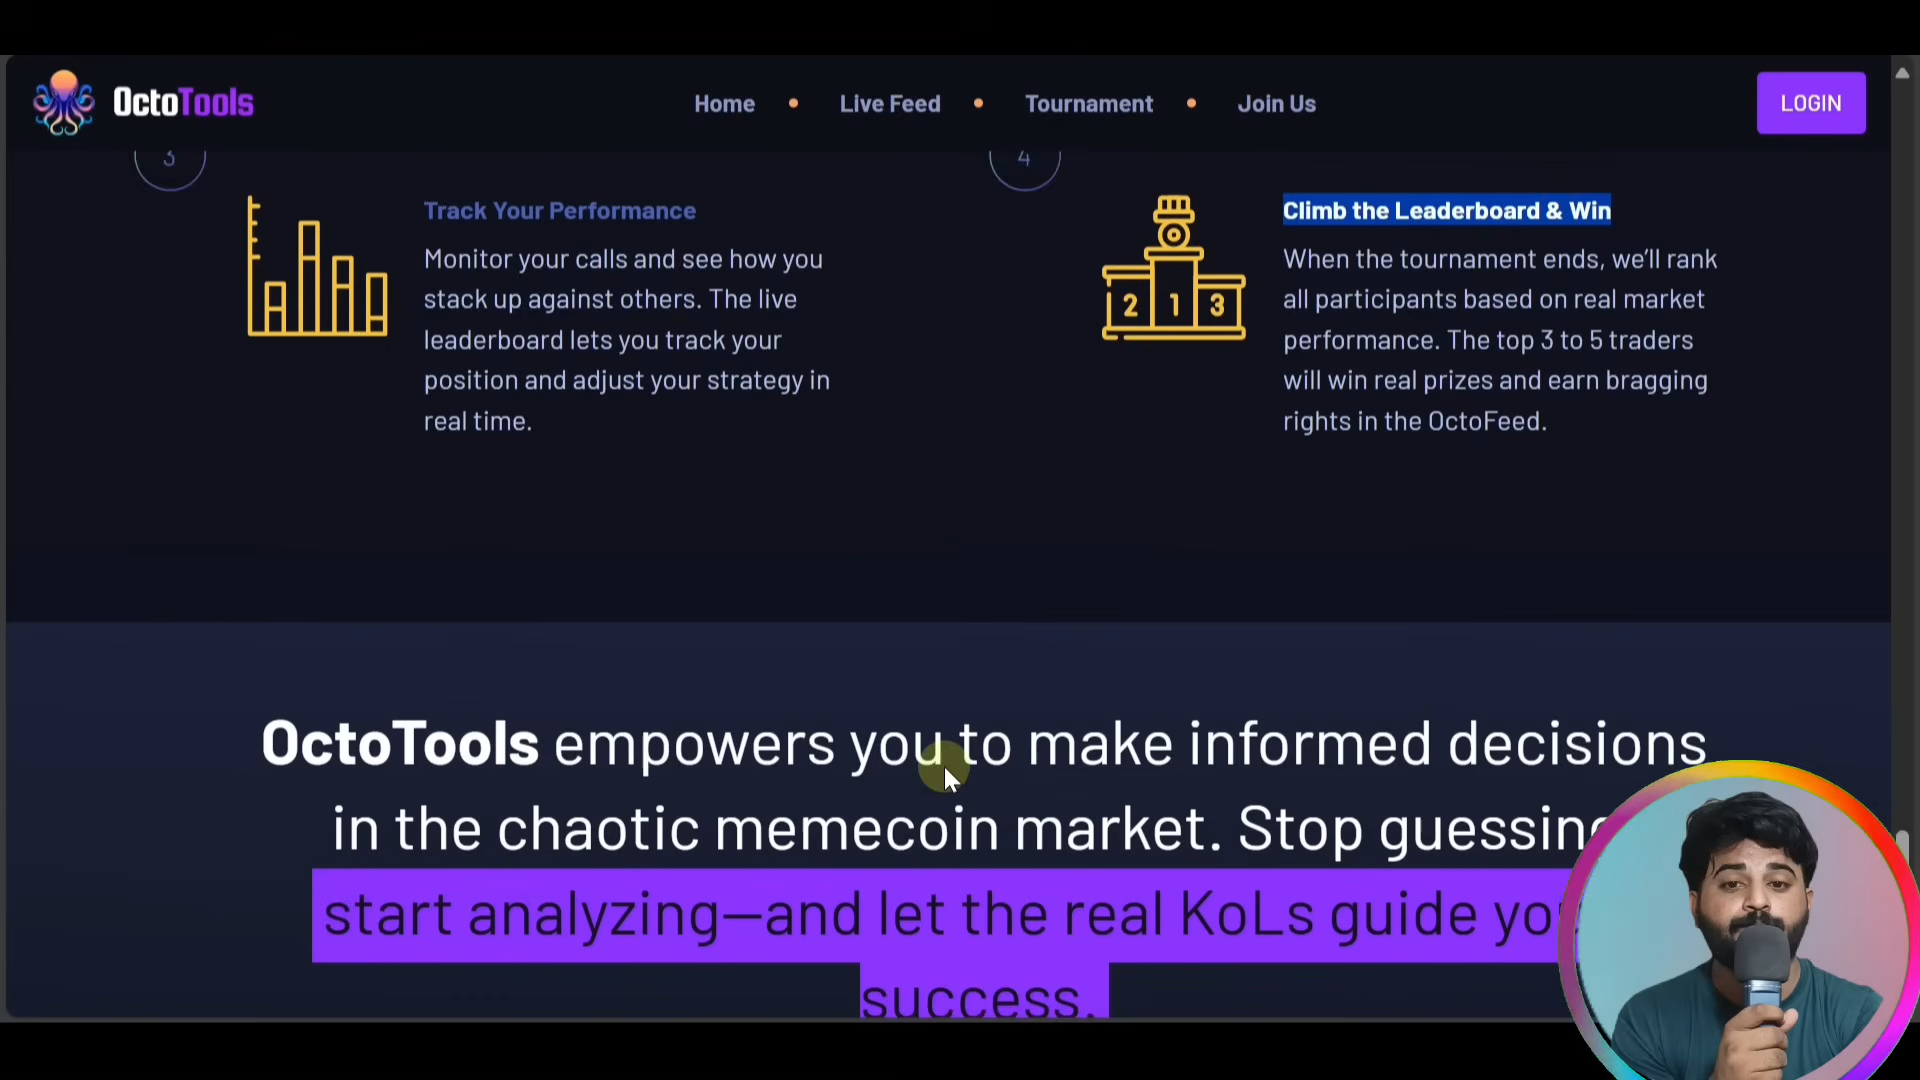 OctoTools
Home
Live Feed
Tournament
Join Us
LOGIN
3
Track Your Performance
Monitor your calls and see how you
stack up against others. The live
leaderboard lets you track your
position and adjust your strategy in
real time.
4
2 1 3
Climb the Leaderboard & Win
When the tournament ends, we’ll rank
all participants based on real market
performance. The top 3 to 5 traders
will win real prizes and earn bragging
rights in the OctoFeed.
OctoTools empowers you to make informed decisions
in the chaotic memecoin market. Stop guessing
start analyzing—and let the real KoLs guide
success.